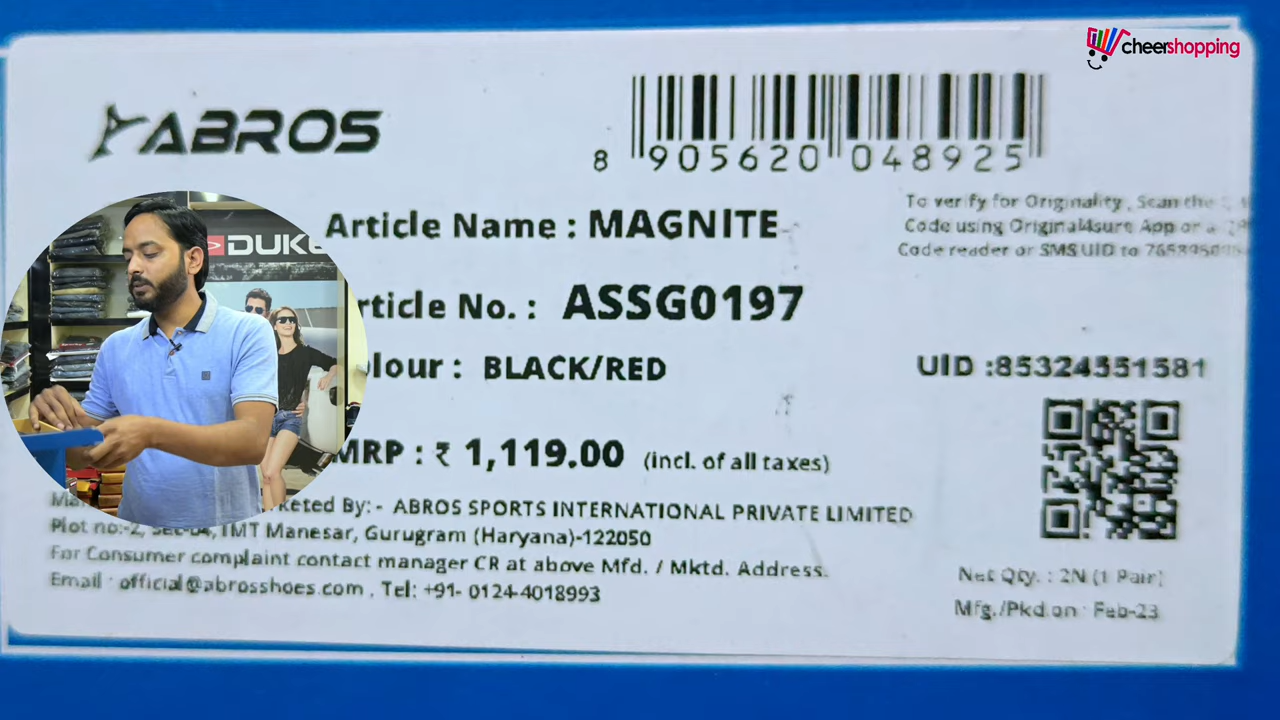 cheershopping
ABROS
8 905620 048925
To verify for Originality, Scan the
Code using Original4sure App or a
Code reader or SMS UID to
DUKE
Article Name : MAGNITE
rticle No. : ASSG0197
lour : BLACK/RED
UID :85324551581
MRP : ₹ 1,119.00 (incl. of all taxes)
keted By:- ABROS SPORTS INTERNATIONAL PRIVATE LIMITED
Plot no:-2, Sec-04, IMT Manesar, Gurugram (Haryana)-122050
For Consumer complaint contact manager CR at above Mfd. / Mktd. Address.
Email : official@abrosshoes.com , Tel: +91- 0124-4018993
Net Qty. : 2N (1 Pair)
Mfg./Pkd.on : Feb-23